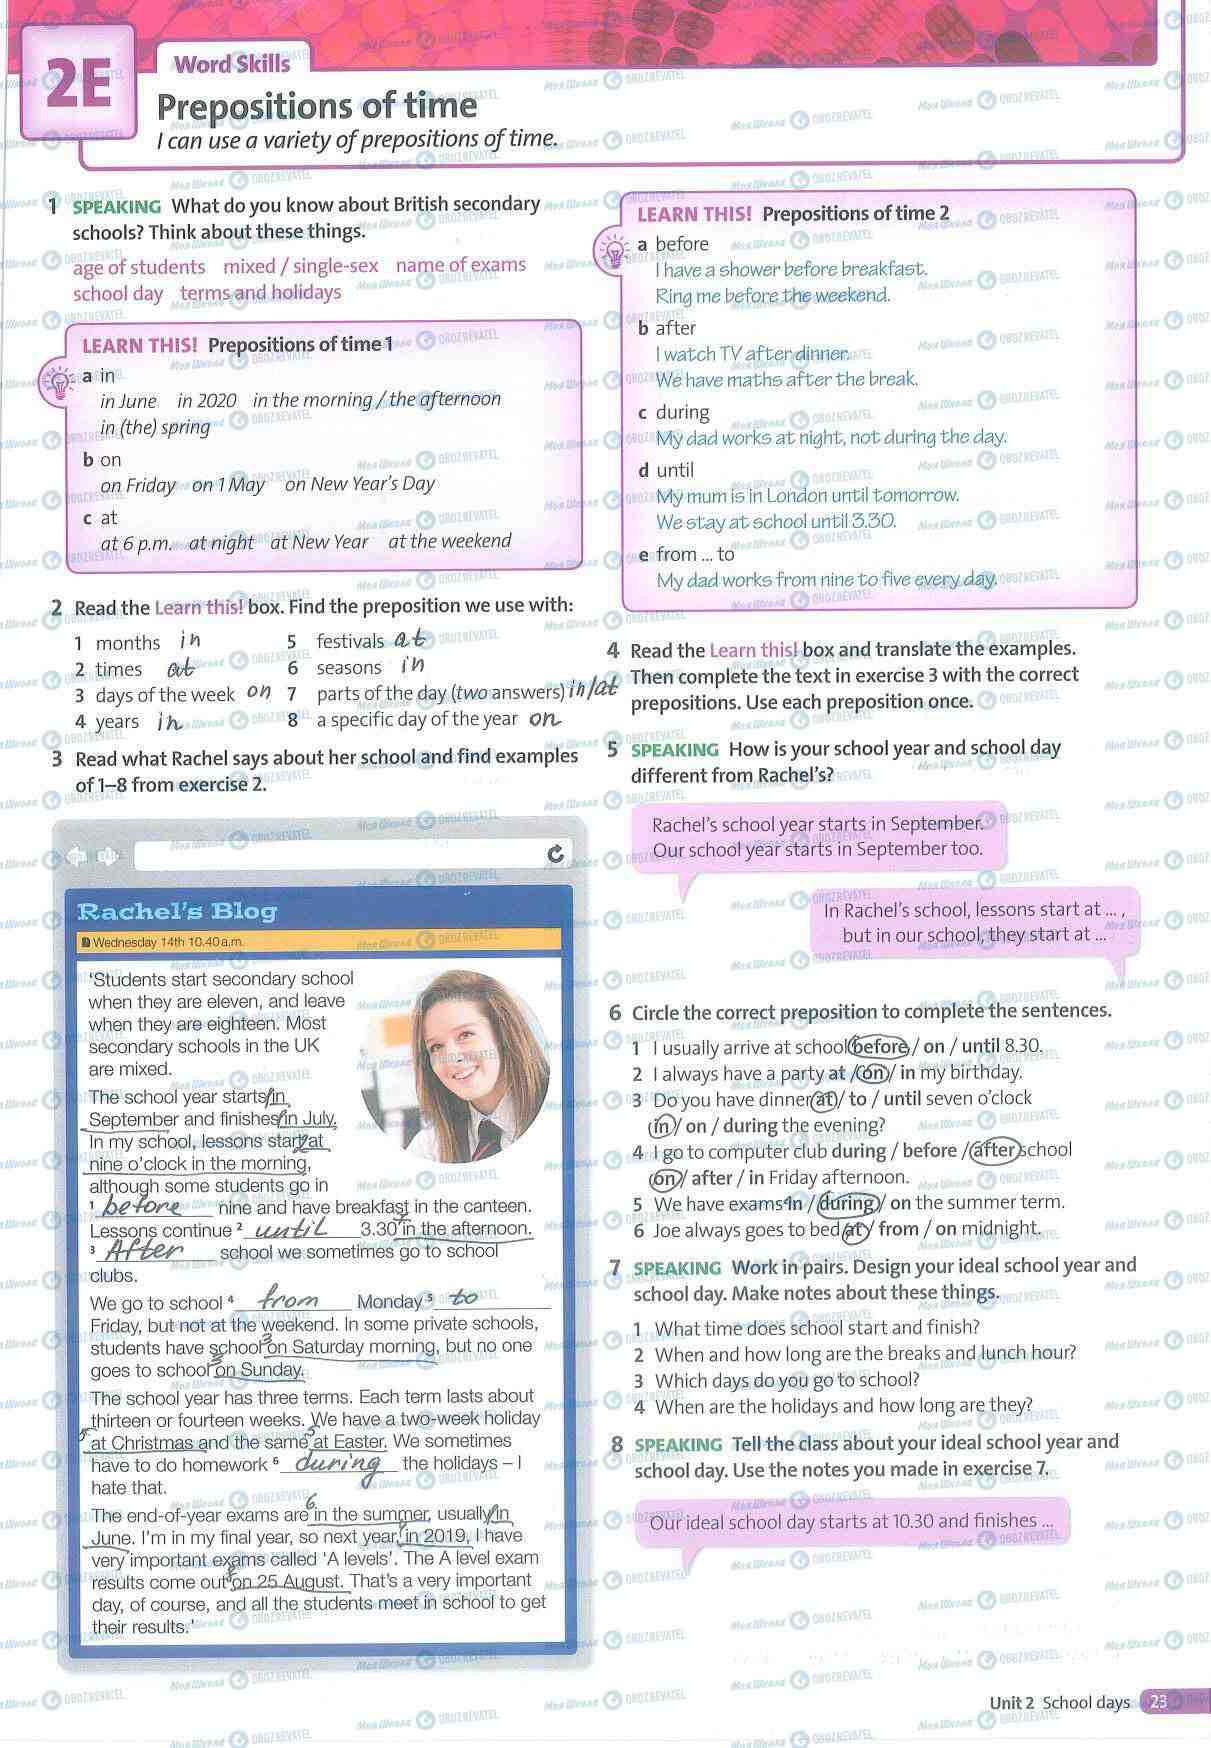 2E
Word Skills
Prepositions of time
I can use a variety of prepositions of time.
1 SPEAKING What do you know about British secondary
schools? Think about these things.
age of students mixed / single-sex name of exams
school day terms and holidays
LEARN THIS! Prepositions of time 1
a in
in June in 2020 in the morning / the afternoon
in (the) spring
b on
on Friday on 1 May on New Year's Day
c at
at 6 p.m. at night at New Year at the weekend
2 Read the Learn this! box. Find the preposition we use with:
1 months in
2 times at
3 days of the week on
4 years in
5 festivals at
6 seasons in
7 parts of the day (two answers) in/at
8 a specific day of the year on
3 Read what Rachel says about her school and find examples
of 1–8 from exercise 2.
Rachel's Blog
Wednesday 14th 10.40 a.m.
'Students start secondary school
when they are eleven, and leave
when they are eighteen. Most
secondary schools in the UK
are mixed.
The school year starts in
September and finishes in July.
In my school, lessons start at
nine o'clock in the morning,
although some students go in
1 before nine and have breakfast in the canteen.
Lessons continue 2 until 3.30 in the afternoon.
3 After school we sometimes go to school
clubs.
We go to school 4 from Monday 5 to
Friday, but not at the weekend. In some private schools,
students have school on Saturday morning, but no one
goes to school on Sunday.
The school year has three terms. Each term lasts about
thirteen or fourteen weeks. We have a two-week holiday
at Christmas and the same at Easter. We sometimes
have to do homework 6 during the holidays – I
hate that.
The end-of-year exams are in the summer, usually in
June. I'm in my final year, so next year, in 2019, I have
very important exams called 'A levels'. The A level exam
results come out on 25 August. That's a very important
day, of course, and all the students meet in school to get
their results.'
LEARN THIS! Prepositions of time 2
a before
I have a shower before breakfast.
Ring me before the weekend.
b after
I watch TV after dinner.
We have maths after the break.
c during
My dad works at night, not during the day.
d until
My mum is in London until tomorrow.
We stay at school until 3.30.
e from ... to
My dad works from nine to five every day.
4 Read the Learn this! box and translate the examples.
Then complete the text in exercise 3 with the correct
prepositions. Use each preposition once.
5 SPEAKING How is your school year and school day
different from Rachel's?
Rachel's school year starts in September.
Our school year starts in September too.
In Rachel's school, lessons start at ... ,
but in our school, they start at ...
6 Circle the correct preposition to complete the sentences.
1 I usually arrive at school before / on / until 8.30.
2 I always have a party at / on / in my birthday.
3 Do you have dinner at / to / until seven o'clock
in / on / during the evening?
4 I go to computer club during / before / after school
on / after / in Friday afternoon.
5 We have exams in / during / on the summer term.
6 Joe always goes to bed at / from / on midnight.
7 SPEAKING Work in pairs. Design your ideal school year and
school day. Make notes about these things.
1 What time does school start and finish?
2 When and how long are the breaks and lunch hour?
3 Which days do you go to school?
4 When are the holidays and how long are they?
8 SPEAKING Tell the class about your ideal school year and
school day. Use the notes you made in exercise 7.
Our ideal school day starts at 10.30 and finishes ...
Unit 2 School days 23
Моя Школа OBOZREVATEL